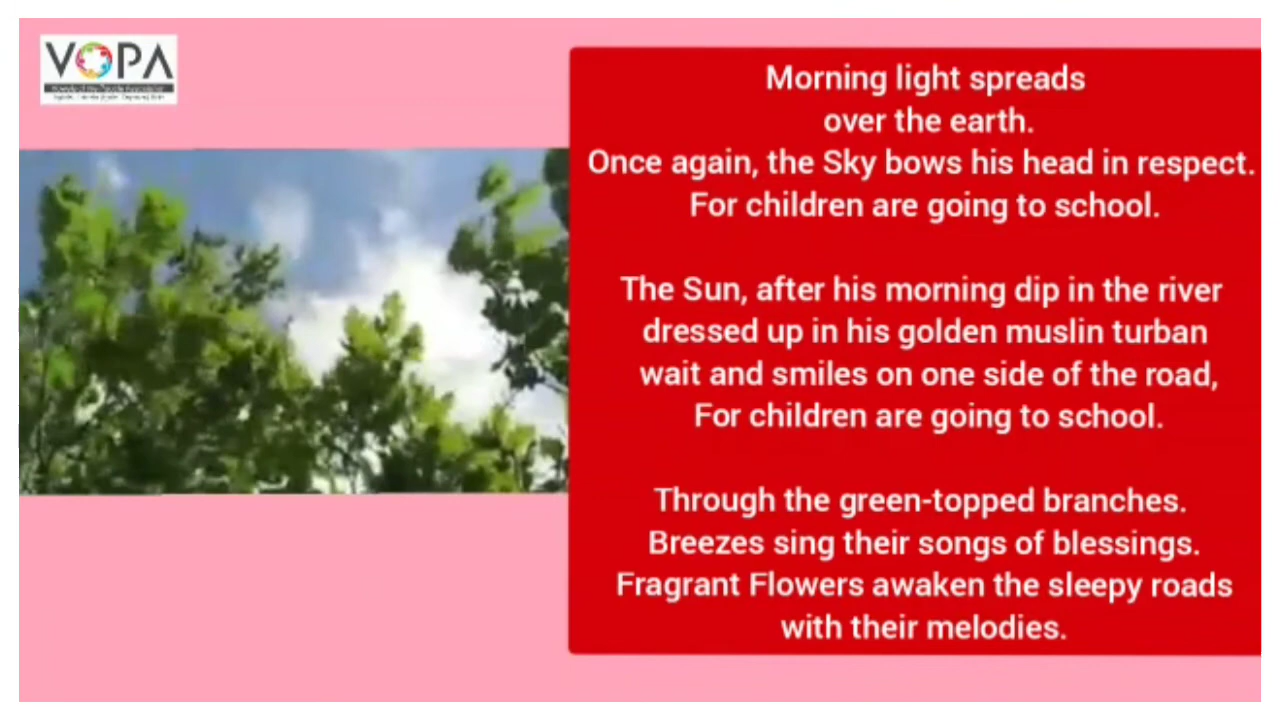 VOPA
Morning light spreads
over the earth.
Once again, the Sky bows his head in respect.
For children are going to school.
The Sun, after his morning dip in the river
dressed up in his golden muslin turban
wait and smiles on one side of the road,
For children are going to school.
Through the green-topped branches.
Breezes sing their songs of blessings.
Fragrant Flowers awaken the sleepy roads
with their melodies.